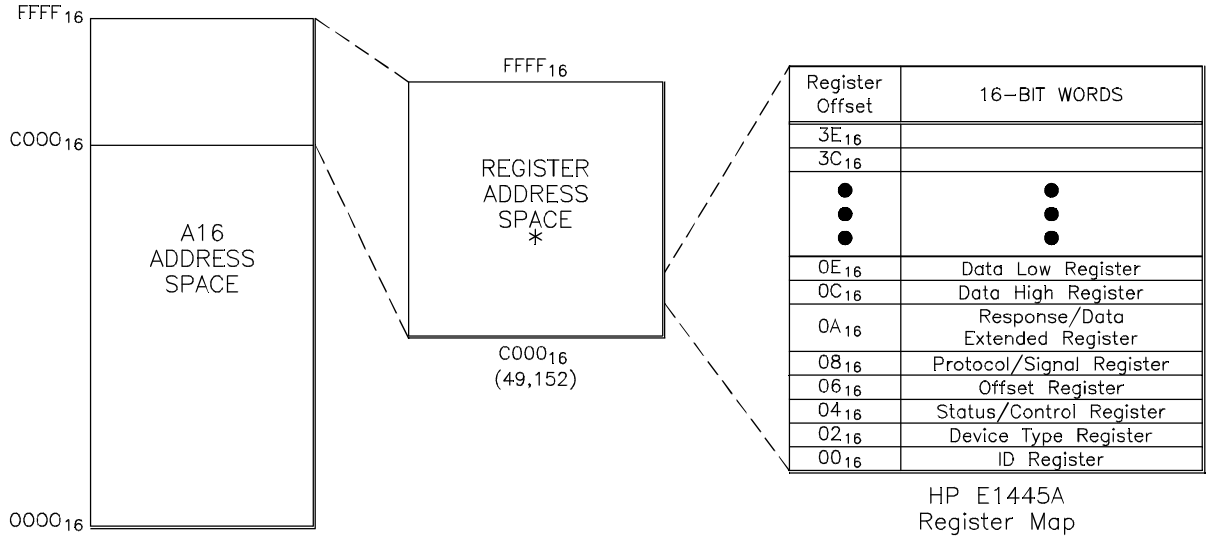 FFFF16
C00016
A16
ADDRESS
SPACE
000016
FFFF16
REGISTER
ADDRESS
SPACE
*
C00016
(49,152)
Register
Offset
16-BIT WORDS
3E16
3C16
0E16 Data Low Register
0C16 Data High Register
0A16 Response/Data
Extended Register
0816 Protocol/Signal Register
0616 Offset Register
0416 Status/Control Register
0216 Device Type Register
0016 ID Register
HP E1445A
Register Map